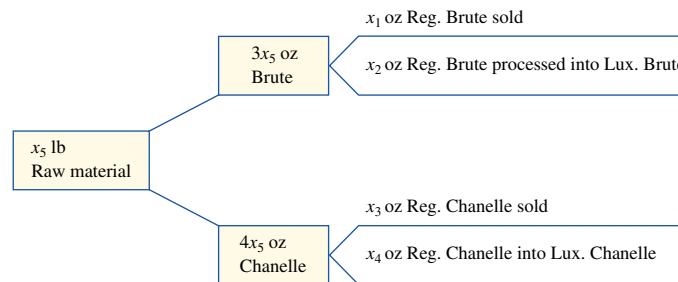 x₁ oz Reg. Brute sold
3x₅ oz
Brute
x₂ oz Reg. Brute processed into Lux. Brute
x₅ lb
Raw material
x₃ oz Reg. Chanelle sold
4x₅ oz
Chanelle
x₄ oz Reg. Chanelle into Lux. Chanelle